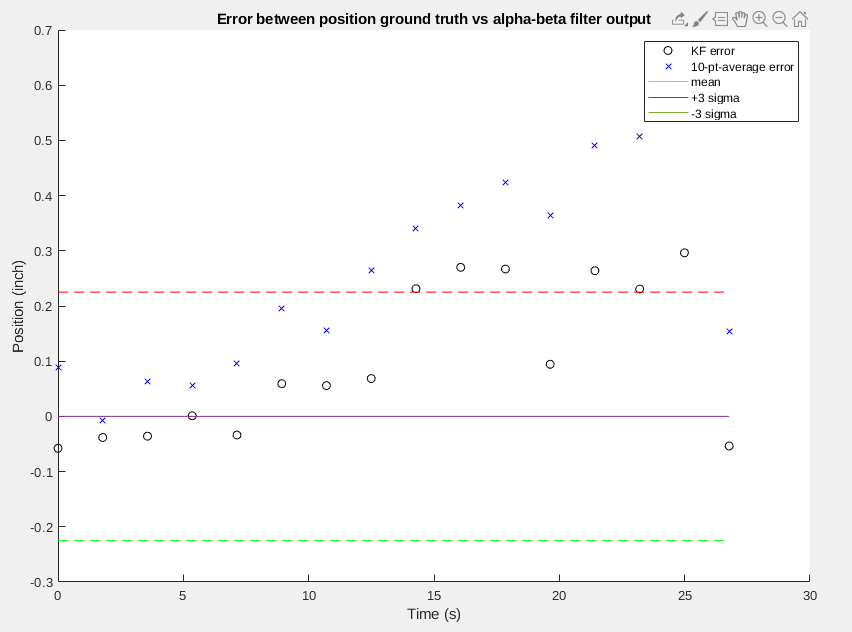 Error between position ground truth vs alpha-beta filter output
KF error
10-pt-average error
mean
+3 sigma
-3 sigma
0.7
0.6
0.5
0.4
0.3
0.2
0.1
0
-0.1
-0.2
-0.3
Position (inch)
0 5 10 15 20 25 30
Time (s)